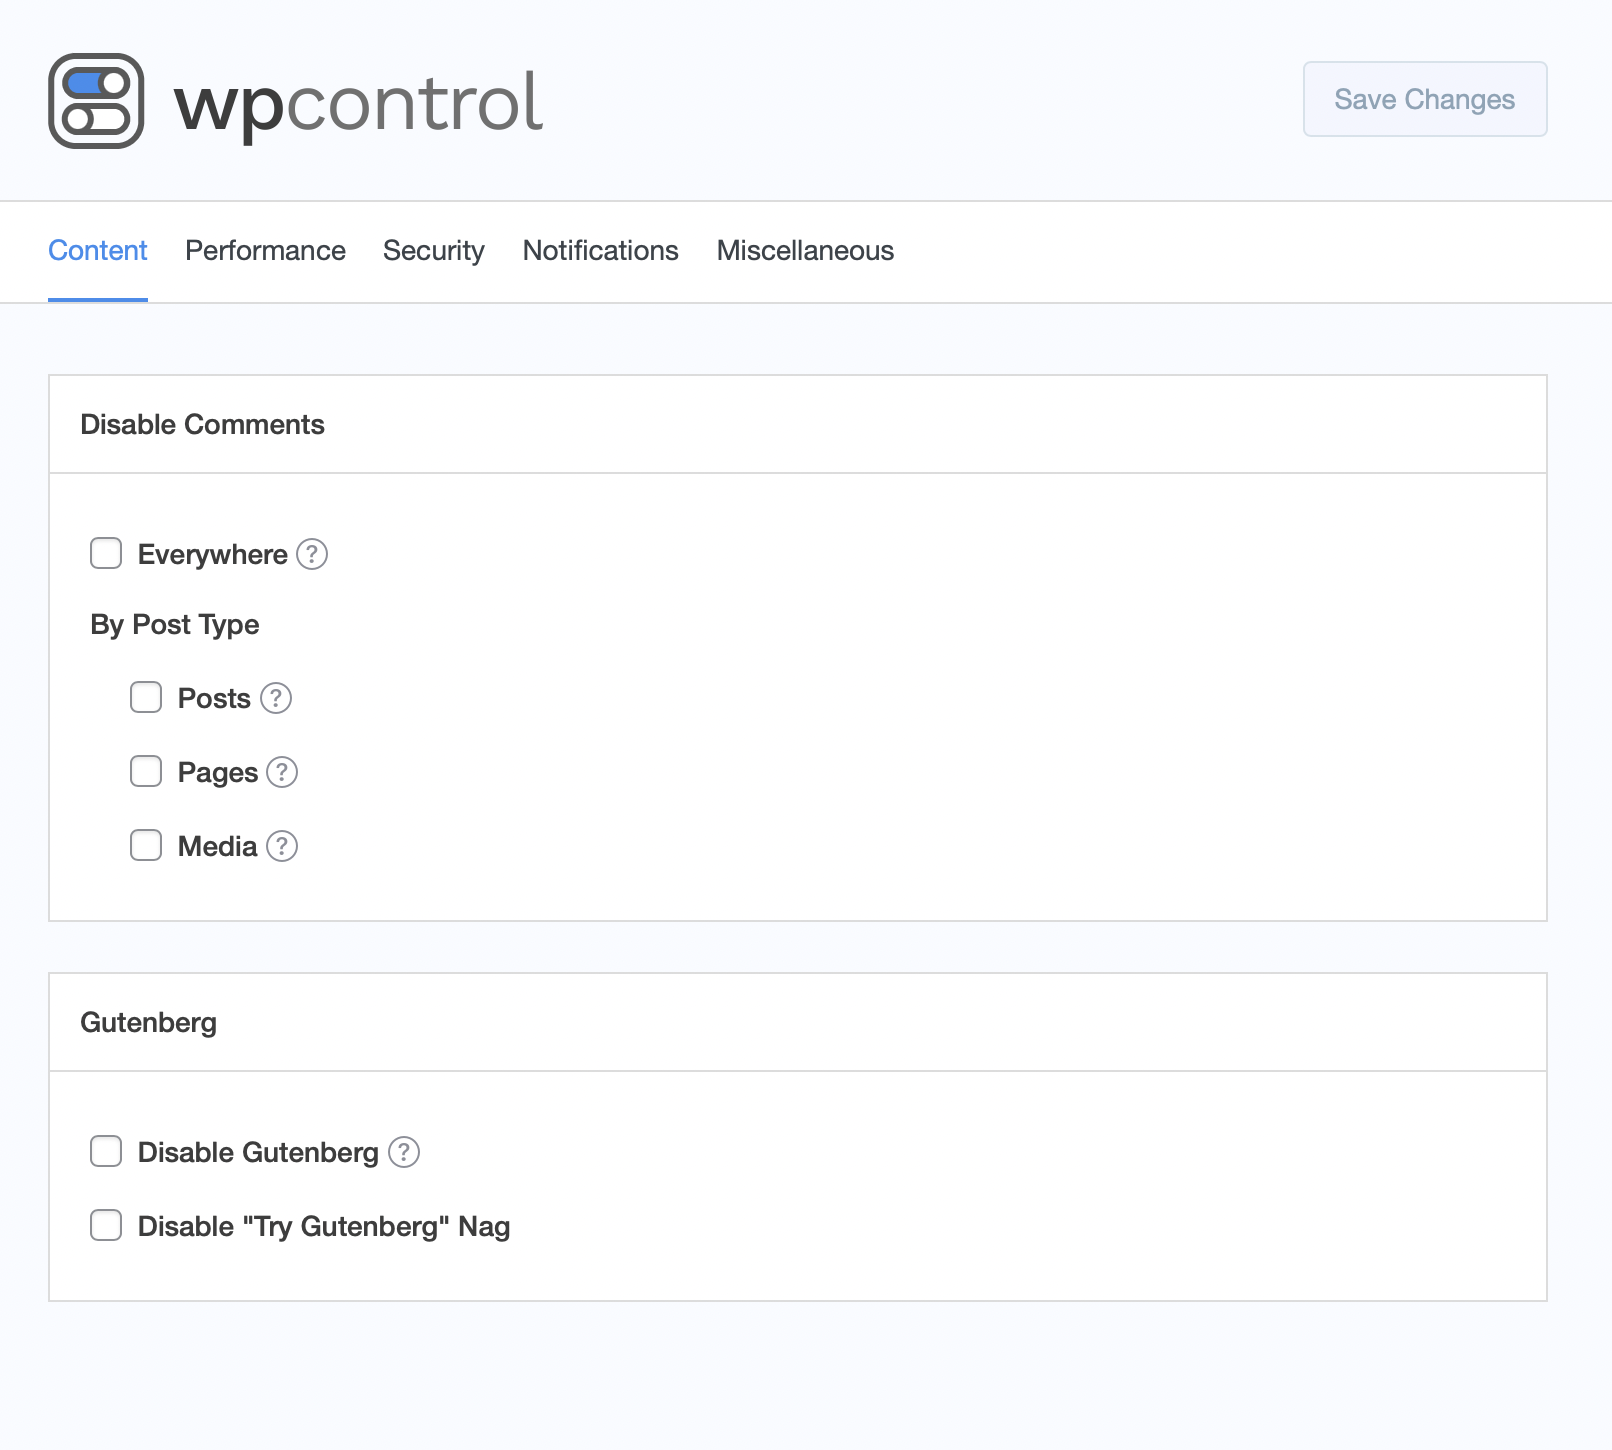 wpcontrol
Save Changes
Content Performance Security Notifications Miscellaneous
Disable Comments
Everywhere ?
By Post Type
Posts ?
Pages ?
Media ?
Gutenberg
Disable Gutenberg ?
Disable "Try Gutenberg" Nag